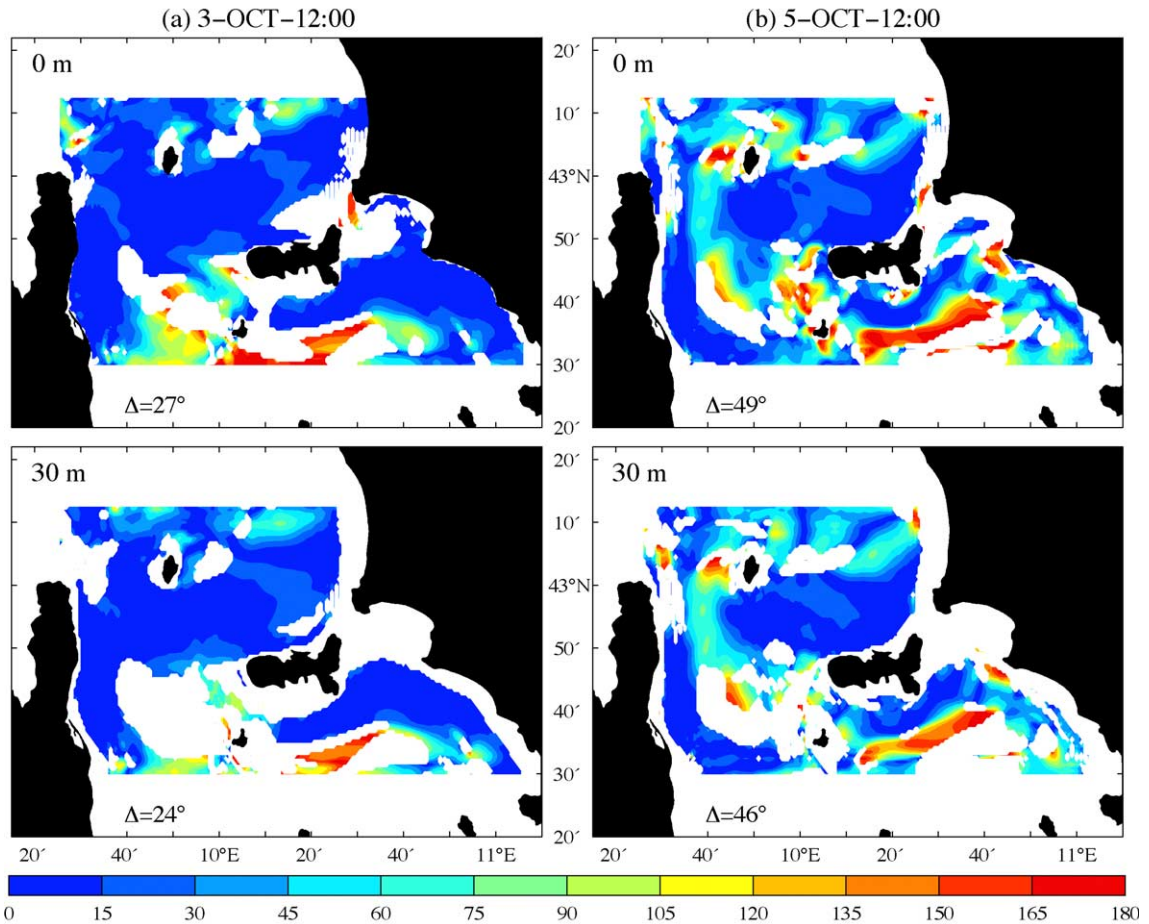 (a) 3-OCT-12:00 (b) 5-OCT-12:00
0 m 20´ 0 m
10´
43°N
50´
40´
30´
Δ=27° Δ=49°
20´
30 m 20´ 30 m
10´
43°N
50´
40´
30´
Δ=24° Δ=46°
20´
20´ 40´ 10°E 20´ 40´ 11°E 20´ 40´ 10°E 20´ 40´ 11°E
0 15 30 45 60 75 90 105 120 135 150 165 180